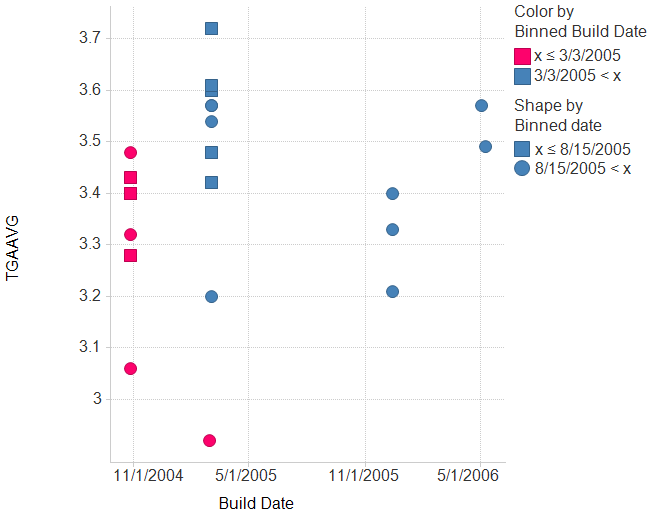 Color by
Binned Build Date
x ≤ 3/3/2005
3/3/2005 < x
Shape by
Binned date
x ≤ 8/15/2005
8/15/2005 < x
TGAAVG
3.7
3.6
3.5
3.4
3.3
3.2
3.1
3
11/1/2004 5/1/2005 11/1/2005 5/1/2006
Build Date